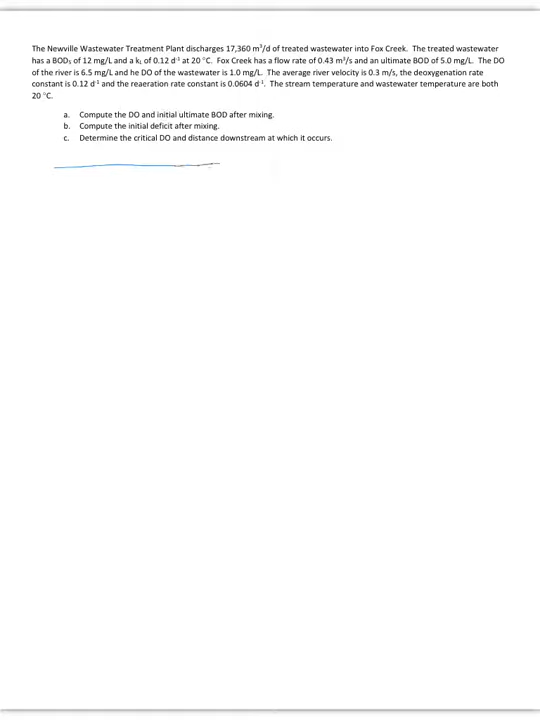 The Newville Wastewater Treatment Plant discharges 17,360 m³/d of treated wastewater into Fox Creek. The treated wastewater
has a BOD₅ of 12 mg/L and a kL of 0.12 d⁻¹ at 20 °C. Fox Creek has a flow rate of 0.43 m³/s and an ultimate BOD of 5.0 mg/L. The DO
of the river is 6.5 mg/L and he DO of the wastewater is 1.0 mg/L. The average river velocity is 0.3 m/s, the deoxygenation rate
constant is 0.12 d⁻¹ and the reaeration rate constant is 0.0604 d⁻¹. The stream temperature and wastewater temperature are both
20 °C.
a. Compute the DO and initial ultimate BOD after mixing.
b. Compute the initial deficit after mixing.
c. Determine the critical DO and distance downstream at which it occurs.